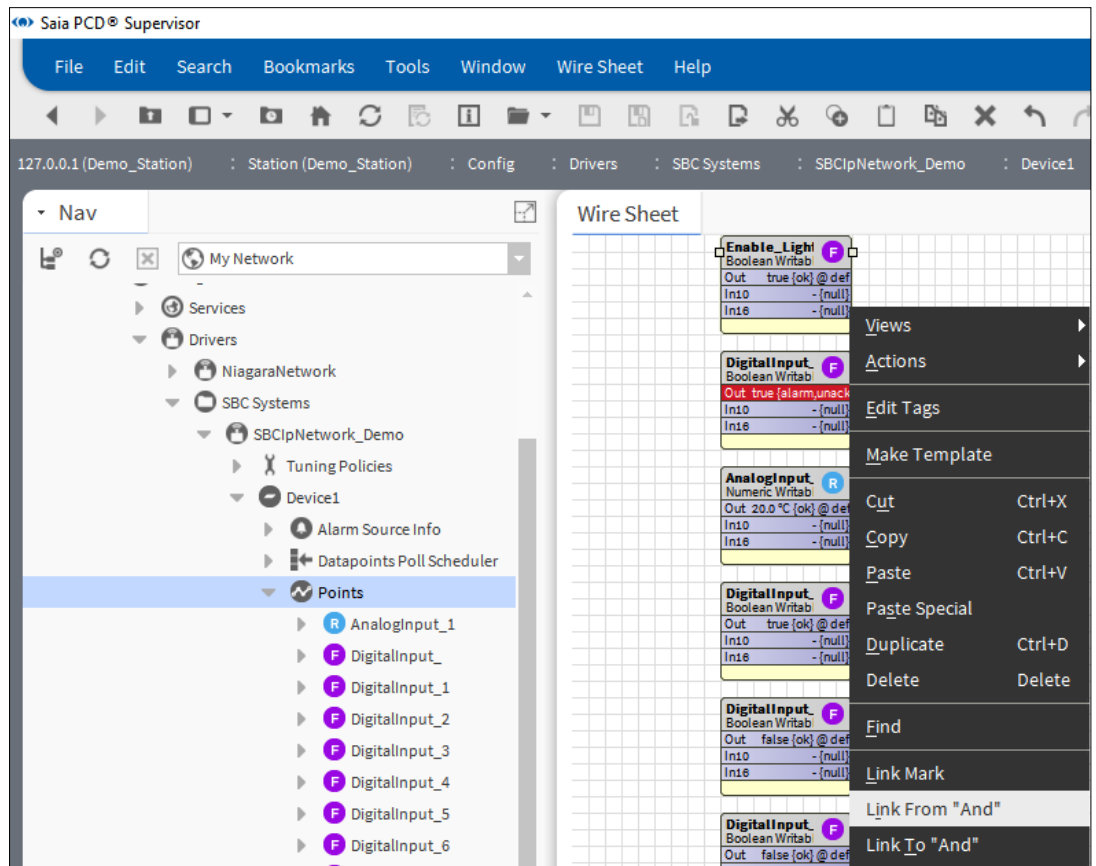 Saia PCD® Supervisor
File Edit Search Bookmarks Tools Window Wire Sheet Help
127.0.0.1 (Demo_Station) : Station (Demo_Station) : Config : Drivers : SBC Systems : SBCIpNetwork_Demo : Device1
Nav
My Network
Services
Drivers
NiagaraNetwork
SBC Systems
SBCIpNetwork_Demo
Tuning Policies
Device1
Alarm Source Info
Datapoints Poll Scheduler
Points
R AnalogInput_1
F DigitalInput_
F DigitalInput_1
F DigitalInput_2
F DigitalInput_3
F DigitalInput_4
F DigitalInput_5
F DigitalInput_6
Wire Sheet
Enable_Light F
Boolean Writabl
Out true {ok} @ def
In10 - {null}
In16 - {null}
DigitalInput_ F
Boolean Writabl
Out true {alarm,unack
In10 - {null}
In16 - {null}
AnalogInput_ R
Numeric Writabl
Out 20.0 °C {ok} @ def
In10 - {null}
In16 - {null}
DigitalInput_ F
Boolean Writabl
Out true {ok} @ def
In10 - {null}
In16 - {null}
DigitalInput_ F
Boolean Writabl
Out false {ok} @ def
In10 - {null}
In16 - {null}
DigitalInput_ F
Boolean Writabl
Out false {ok} @ def
Views
Actions
Edit Tags
Make Template
Cut Ctrl+X
Copy Ctrl+C
Paste Ctrl+V
Paste Special
Duplicate Ctrl+D
Delete Delete
Find
Link Mark
Link From "And"
Link To "And"